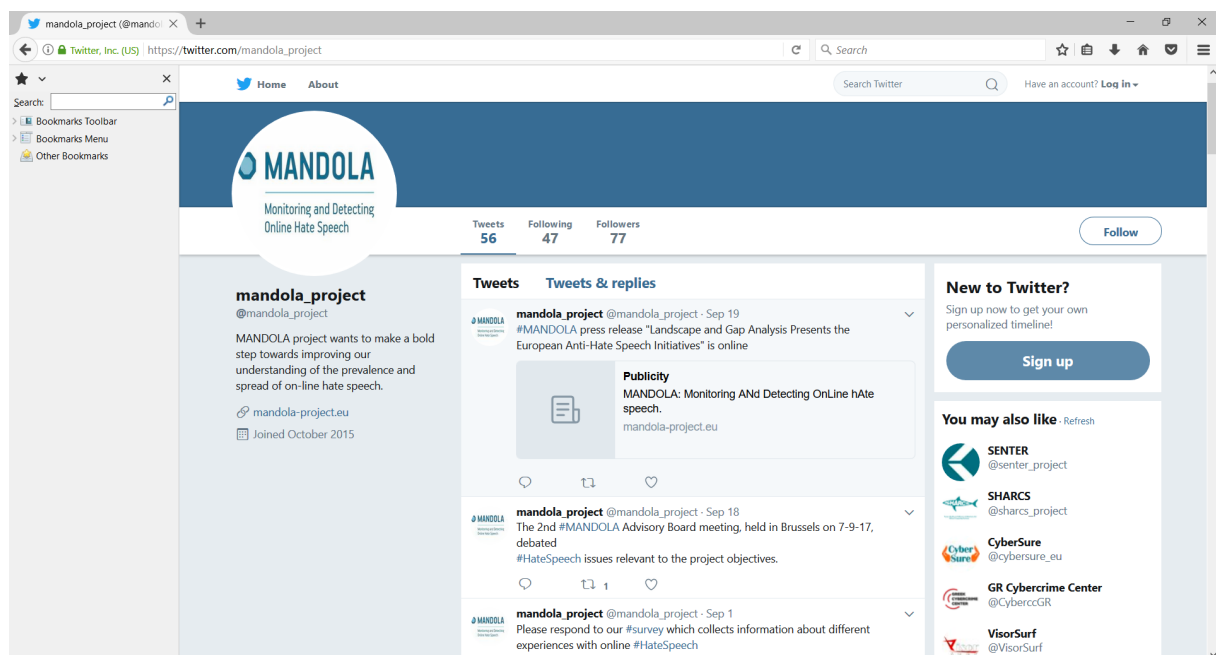 mandola_project (@mandol
Twitter, Inc. (US) https://twitter.com/mandola_project
Search
Search:
Bookmarks Toolbar
Bookmarks Menu
Other Bookmarks
Home About
Search Twitter
Have an account? Log in
MANDOLA
Monitoring and Detecting
Online Hate Speech
Tweets Following Followers
56 47 77
Follow
mandola_project
@mandola_project
MANDOLA project wants to make a bold
step towards improving our
understanding of the prevalence and
spread of on-line hate speech.
mandola-project.eu
Joined October 2015
Tweets Tweets & replies
MANDOLA
mandola_project @mandola_project · Sep 19
#MANDOLA press release "Landscape and Gap Analysis Presents the
European Anti-Hate Speech Initiatives" is online
Publicity
MANDOLA: Monitoring ANd Detecting OnLine hAte
speech.
mandola-project.eu
MANDOLA
mandola_project @mandola_project · Sep 18
The 2nd #MANDOLA Advisory Board meeting, held in Brussels on 7-9-17,
debated
#HateSpeech issues relevant to the project objectives.
1
MANDOLA
mandola_project @mandola_project · Sep 1
Please respond to our #survey which collects information about different
experiences with online #HateSpeech
New to Twitter?
Sign up now to get your own
personalized timeline!
Sign up
You may also like · Refresh
SENTER
@senter_project
SHARCS
@sharcs_project
CyberSure
@cybersure_eu
Cyber
Sure
GR Cybercrime Center
@CyberccGR
GREEK
CYBERCRIME
CENTER
VisorSurf
@VisorSurf